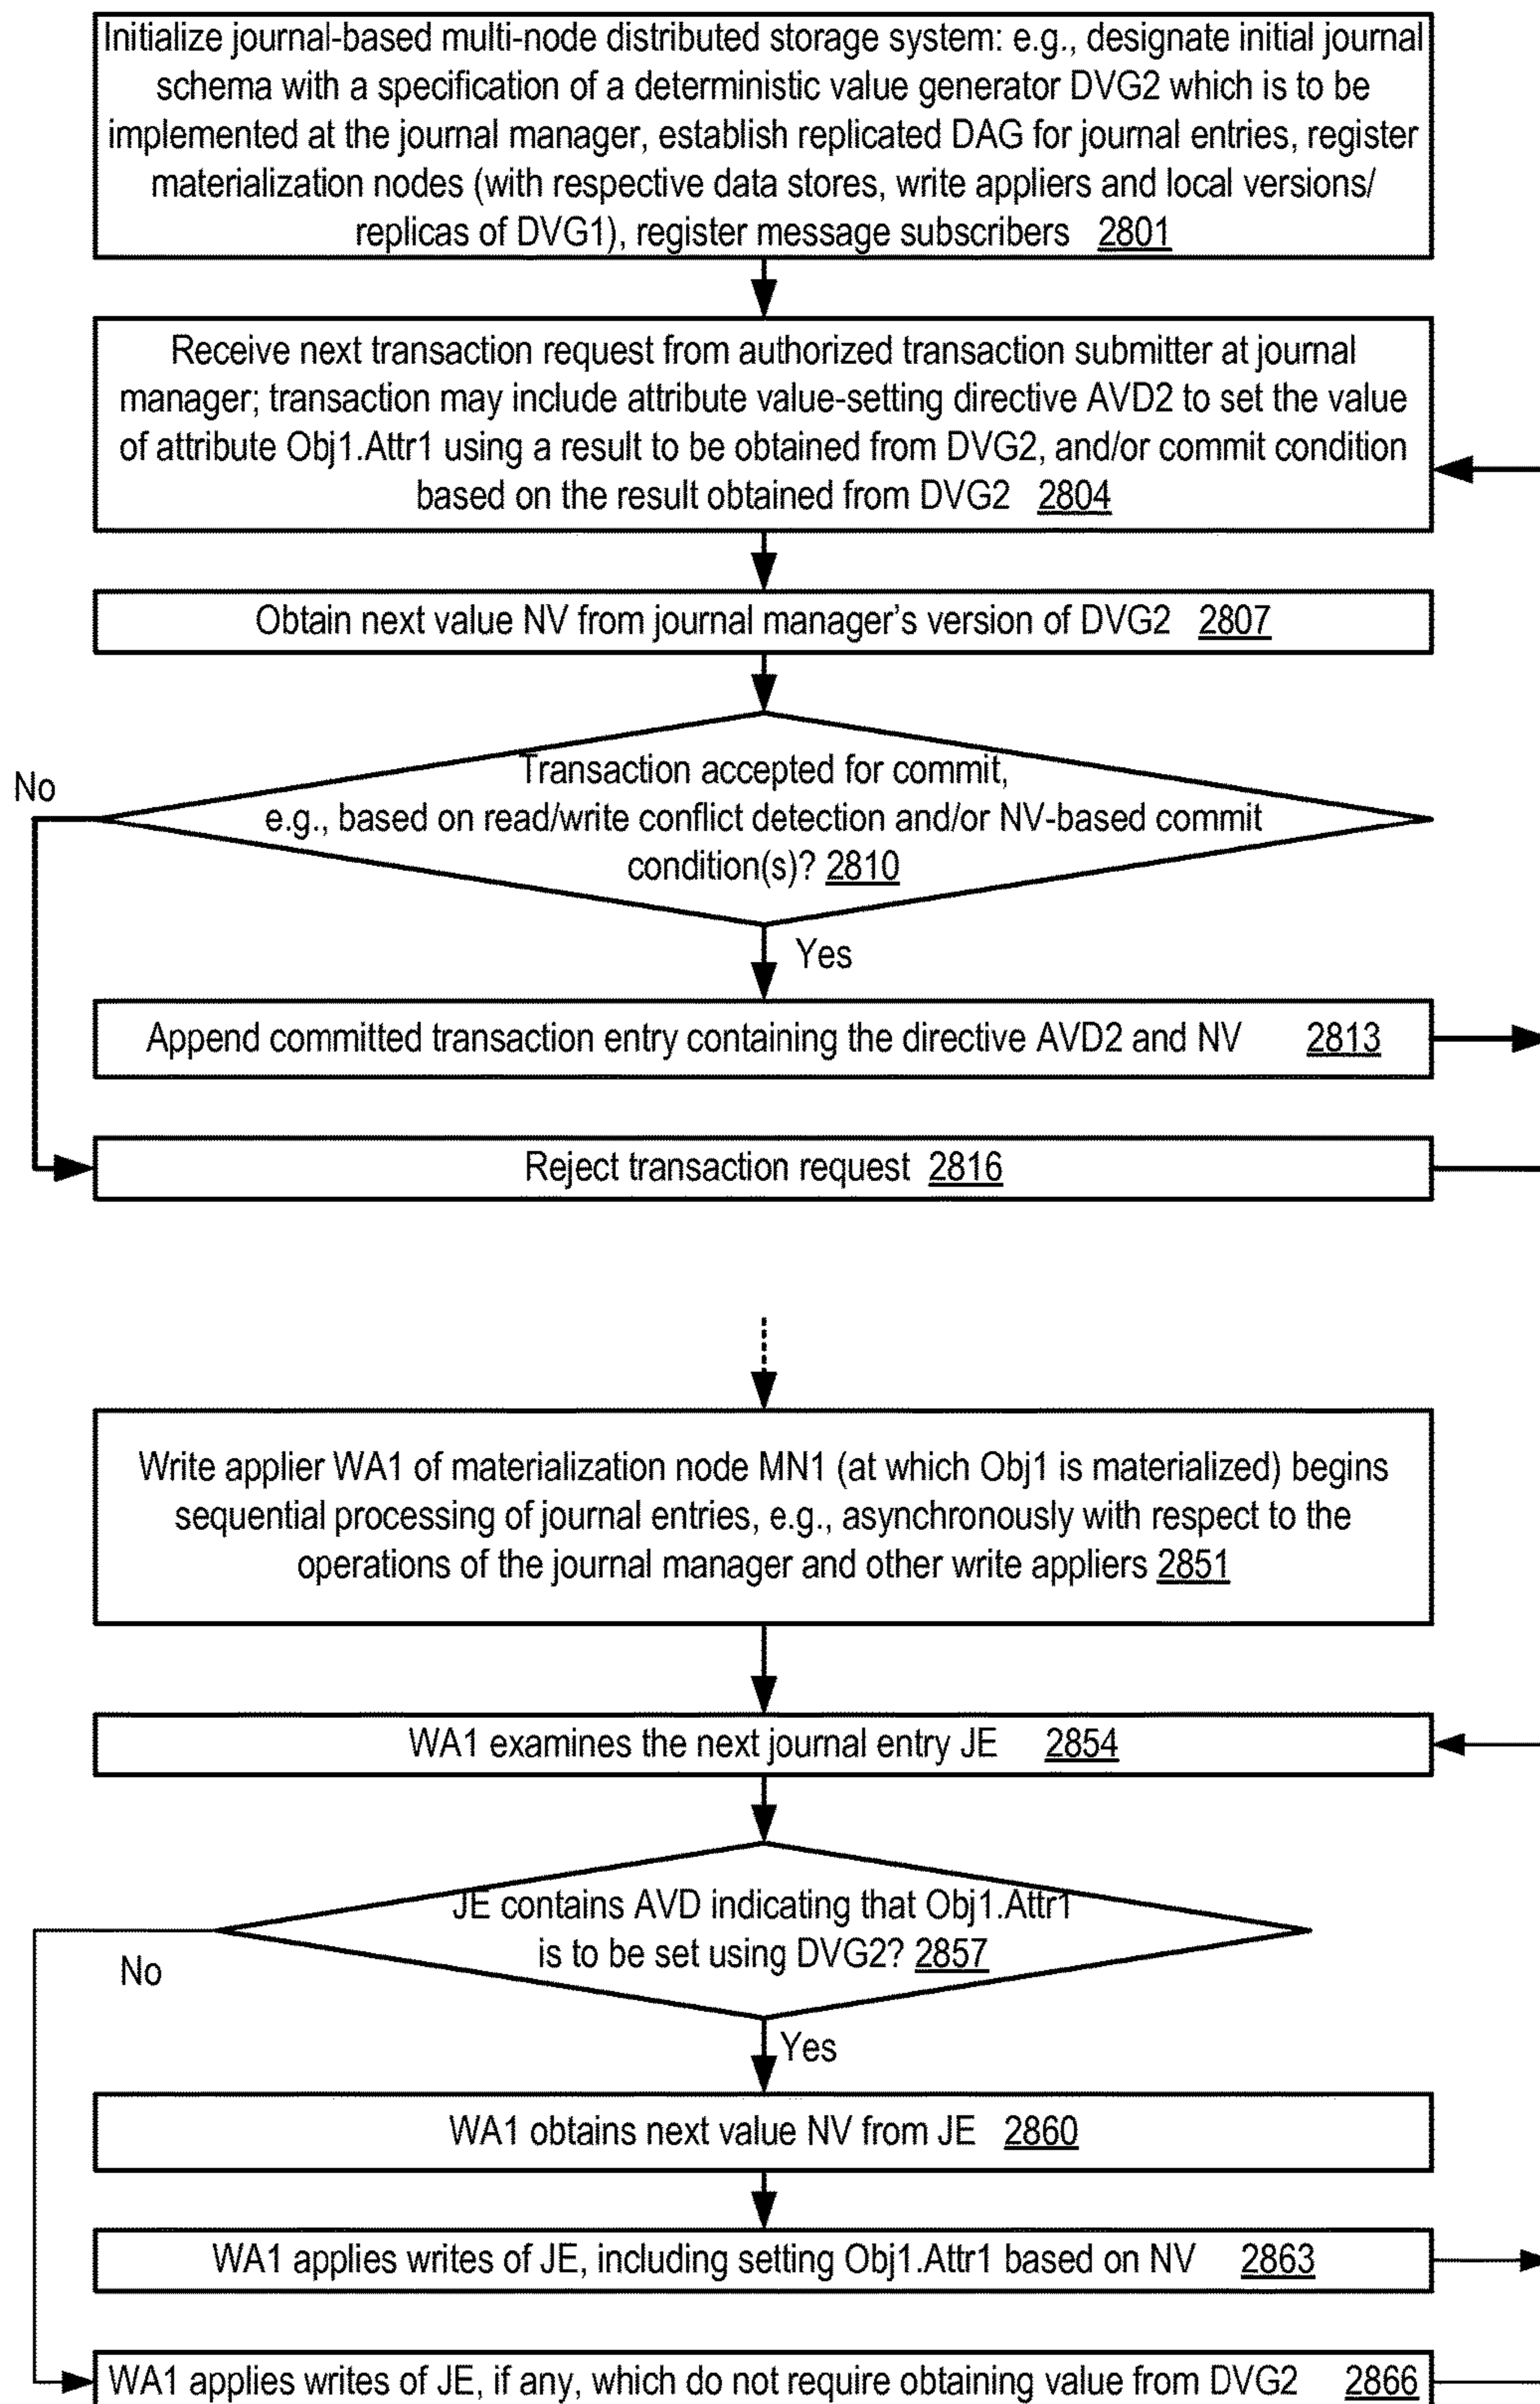 Initialize journal-based multi-node distributed storage system: e.g., designate initial journal
schema with a specification of a deterministic value generator DVG2 which is to be
implemented at the journal manager, establish replicated DAG for journal entries, register
materialization nodes (with respective data stores, write appliers and local versions/
replicas of DVG1), register message subscribers 2801
Receive next transaction request from authorized transaction submitter at journal
manager; transaction may include attribute value-setting directive AVD2 to set the value
of attribute Obj1.Attr1 using a result to be obtained from DVG2, and/or commit condition
based on the result obtained from DVG2 2804
Obtain next value NV from journal manager's version of DVG2 2807
No
Transaction accepted for commit,
e.g., based on read/write conflict detection and/or NV-based commit
condition(s)? 2810
Yes
Append committed transaction entry containing the directive AVD2 and NV 2813
Reject transaction request 2816
Write applier WA1 of materialization node MN1 (at which Obj1 is materialized) begins
sequential processing of journal entries, e.g., asynchronously with respect to the
operations of the journal manager and other write appliers 2851
WA1 examines the next journal entry JE 2854
JE contains AVD indicating that Obj1.Attr1
is to be set using DVG2? 2857
No
Yes
WA1 obtains next value NV from JE 2860
WA1 applies writes of JE, including setting Obj1.Attr1 based on NV 2863
WA1 applies writes of JE, if any, which do not require obtaining value from DVG2 2866